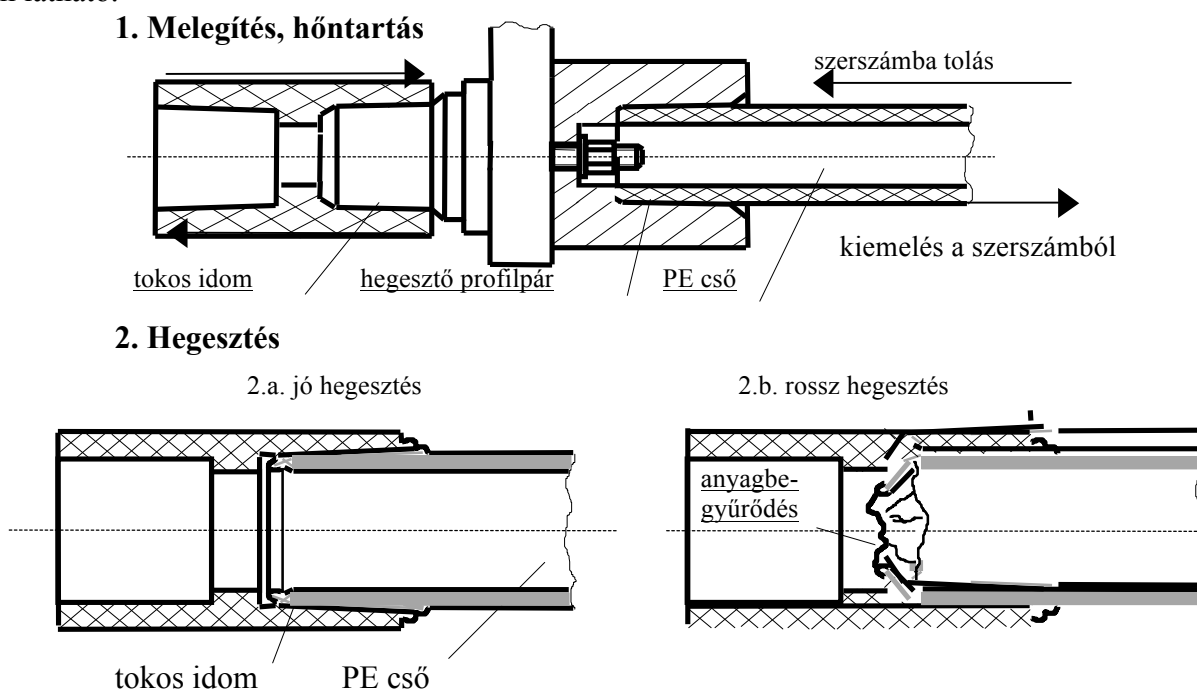 1. Melegítés, hőntartás
szerszámba tolás
kiemelés a szerszámból
tokos idom
hegesztő profilpár
PE cső
2. Hegesztés
2.a. jó hegesztés
2.b. rossz hegesztés
anyagbe-
gyűrődés
tokos idom
PE cső